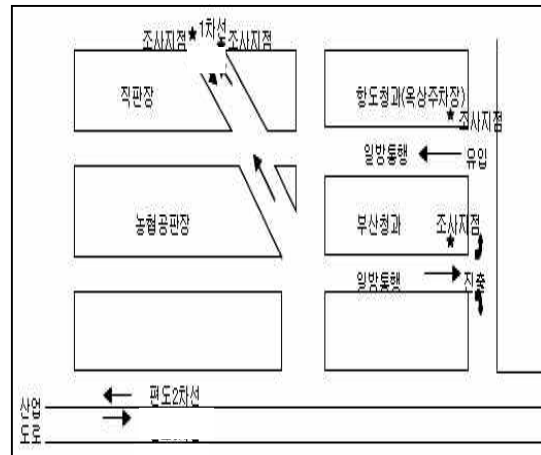 조사지점 1차선 조사지점
직판장
항도청과(옥상주차장)
조사지점
일방통행 유입
농협공판장
부산청과 조사지점
일방통행 진출
편도2차선
산업
도로